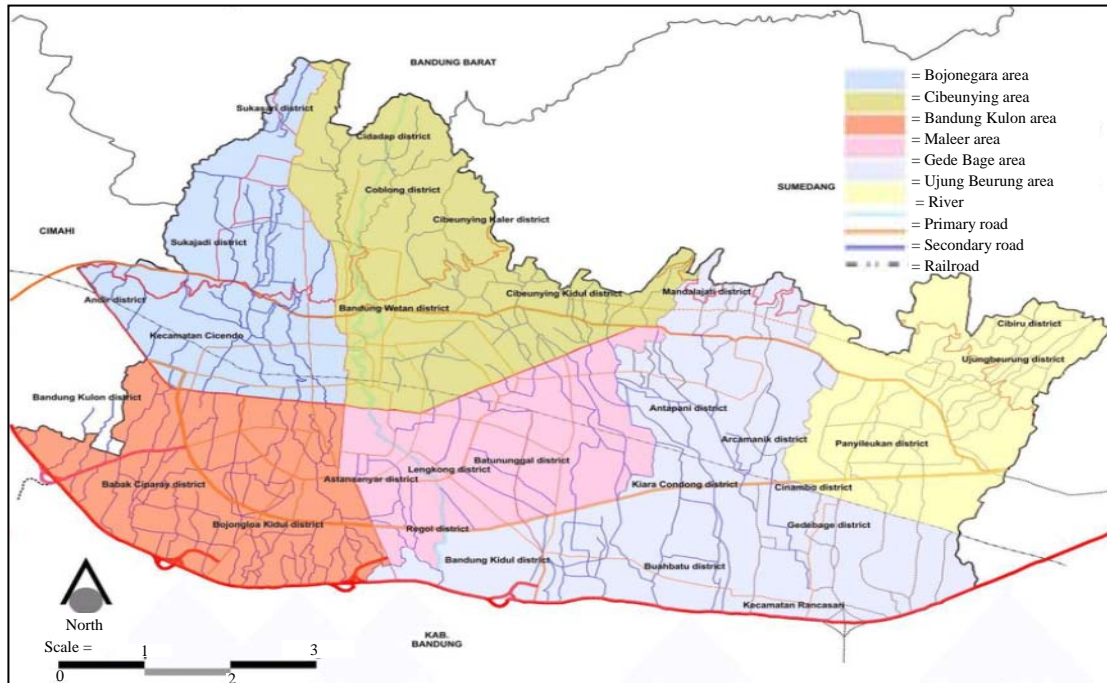 BANDUNG BARAT
Sukasari district
Cidadap district
Coblong district
SUMEDANG
Cibeunying Kaler district
CIMAHI
Sukajadi district
Andir district
Bandung Wetan district
Cibeunying Kidul district
Mandalajati district
Kecamatan Cicendo
Cibiru district
Ujungbeurung district
Bandung Kulon district
Antapani district
Arcamanik district
Panyileukan district
Batununggal district
Lengkong district
Astansanyar district
Babak Ciparay district
Kiara Condong district
Cinambo district
Bojongloa Kidul district
Regol district
Gedebage district
Bandung Kidul district
Buahbatu district
Kecamatan Rancasari
KAB.
BANDUNG
= Bojonegara area
= Cibeunying area
= Bandung Kulon area
= Maleer area
= Gede Bage area
= Ujung Beurung area
= River
= Primary road
= Secondary road
= Railroad
North
Scale =
1
3
0
2